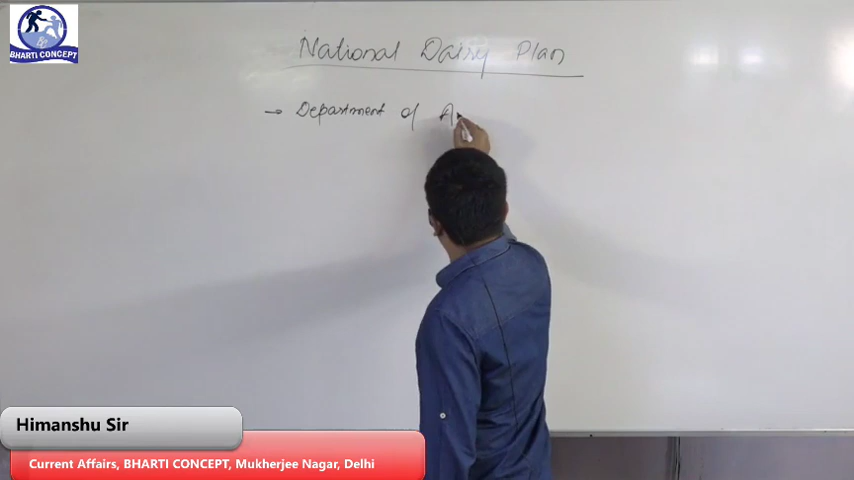 BHARTI CONCEPT
National Dairy Plan
→ Department of A
Himanshu Sir
Current Affairs, BHARTI CONCEPT, Mukherjee Nagar, Delhi